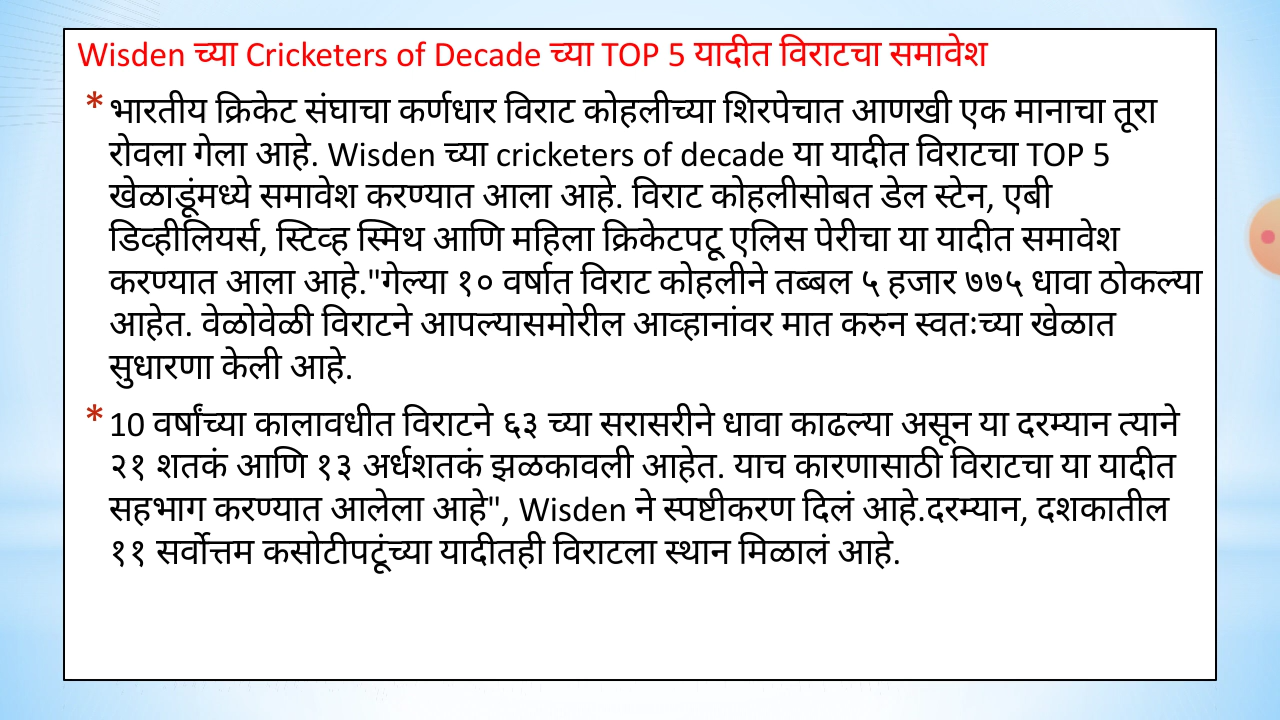 Wisden च्या Cricketers of Decade च्या TOP 5 यादीत विराटचा समावेश
* भारतीय क्रिकेट संघाचा कर्णधार विराट कोहलीच्या शिरपेचात आणखी एक मानाचा तूरा
रोवला गेला आहे. Wisden च्या cricketers of decade या यादीत विराटचा TOP 5
खेळाडूंमध्ये समावेश करण्यात आला आहे. विराट कोहलीसोबत डेल स्टेन, एबी
डिव्हीलियर्स, स्टिव्ह स्मिथ आणि महिला क्रिकेटपटू एलिस पेरीचा या यादीत समावेश
करण्यात आला आहे."गेल्या १० वर्षात विराट कोहलीने तब्बल ५ हजार ७७५ धावा ठोकल्या
आहेत. वेळोवेळी विराटने आपल्यासमोरील आव्हानांवर मात करुन स्वतःच्या खेळात
सुधारणा केली आहे.
* 10 वर्षांच्या कालावधीत विराटने ६३ च्या सरासरीने धावा काढल्या असून या दरम्यान त्याने
२१ शतकं आणि १३ अर्धशतकं झळकावली आहेत. याच कारणासाठी विराटचा या यादीत
सहभाग करण्यात आलेला आहे", Wisden ने स्पष्टीकरण दिलं आहे.दरम्यान, दशकातील
११ सर्वोत्तम कसोटीपटूंच्या यादीतही विराटला स्थान मिळालं आहे.